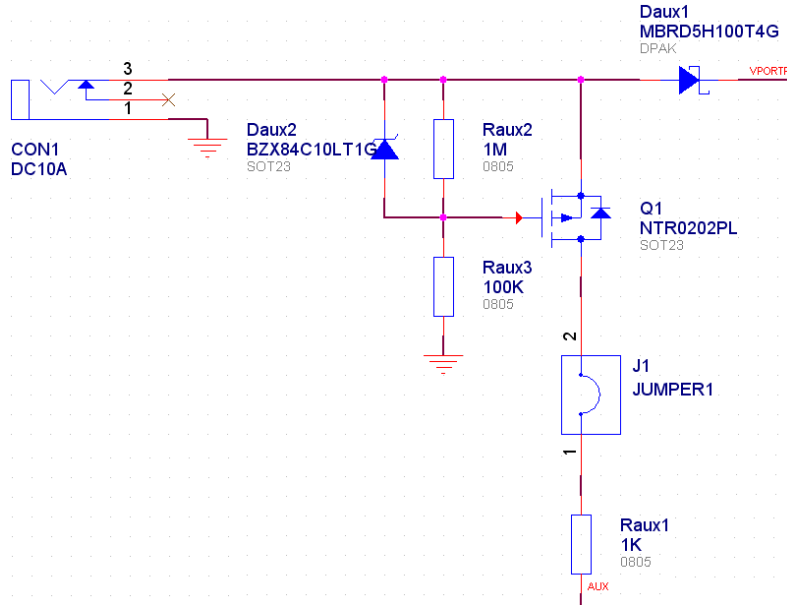 Daux1
MBRD5H100T4G
DPAK
VPORTP
3
2
1
CON1
DC10A
Daux2
BZX84C10LT1G
SOT23
Raux2
1M
0805
Q1
NTR0202PL
SOT23
Raux3
100K
0805
2
J1
JUMPER1
1
Raux1
1K
0805
AUX